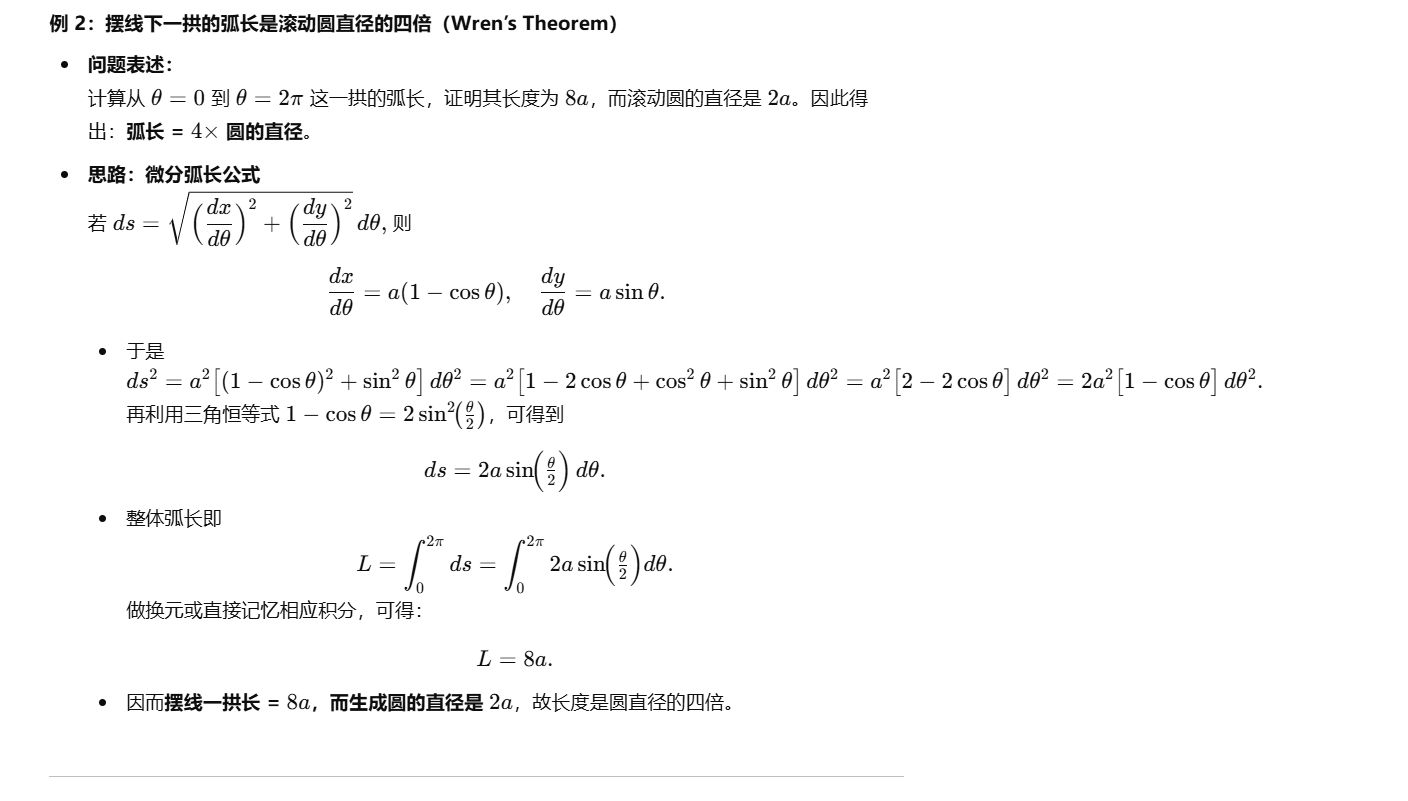 例 2：摆线下一拱的弧长是滚动圆直径的四倍（Wren’s Theorem）
• 问题表述：
计算从 θ = 0 到 θ = 2π 这一拱的弧长，证明其长度为 8a，而滚动圆的直径是 2a。因此得
出：弧长 = 4× 圆的直径。
• 思路：微分弧长公式
若 ds = √((dx/dθ)² + (dy/dθ)²) dθ, 则
dx/dθ = a(1 − cos θ), dy/dθ = a sin θ.
• 于是
ds² = a²[(1 − cos θ)² + sin² θ] dθ² = a²[1 − 2 cos θ + cos² θ + sin² θ] dθ² = a²[2 − 2 cos θ] dθ² = 2a²[1 − cos θ] dθ².
再利用三角恒等式 1 − cos θ = 2 sin²(θ/2)，可得到
ds = 2a sin(θ/2) dθ.
• 整体弧长即
L = ∫₀^{2π} ds = ∫₀^{2π} 2a sin(θ/2) dθ.
做换元或直接记忆相应积分，可得：
L = 8a.
• 因而摆线一拱长 = 8a，而生成圆的直径是 2a，故长度是圆直径的四倍。